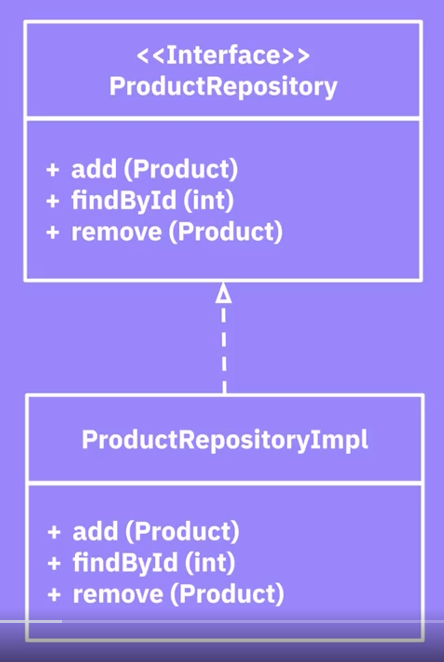 <<Interface>>
ProductRepository
+ add (Product)
+ findById (int)
+ remove (Product)
ProductRepositoryImpl
+ add (Product)
+ findById (int)
+ remove (Product)